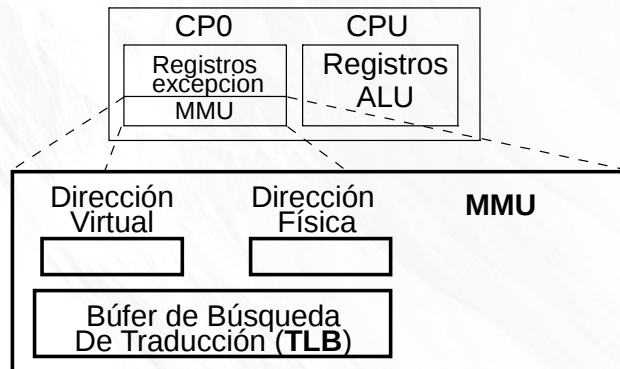 CP0
CPU
Registros
excepcion
MMU
Registros
ALU
Dirección
Virtual
Dirección
Física
MMU
Búfer de Búsqueda
De Traducción (TLB)